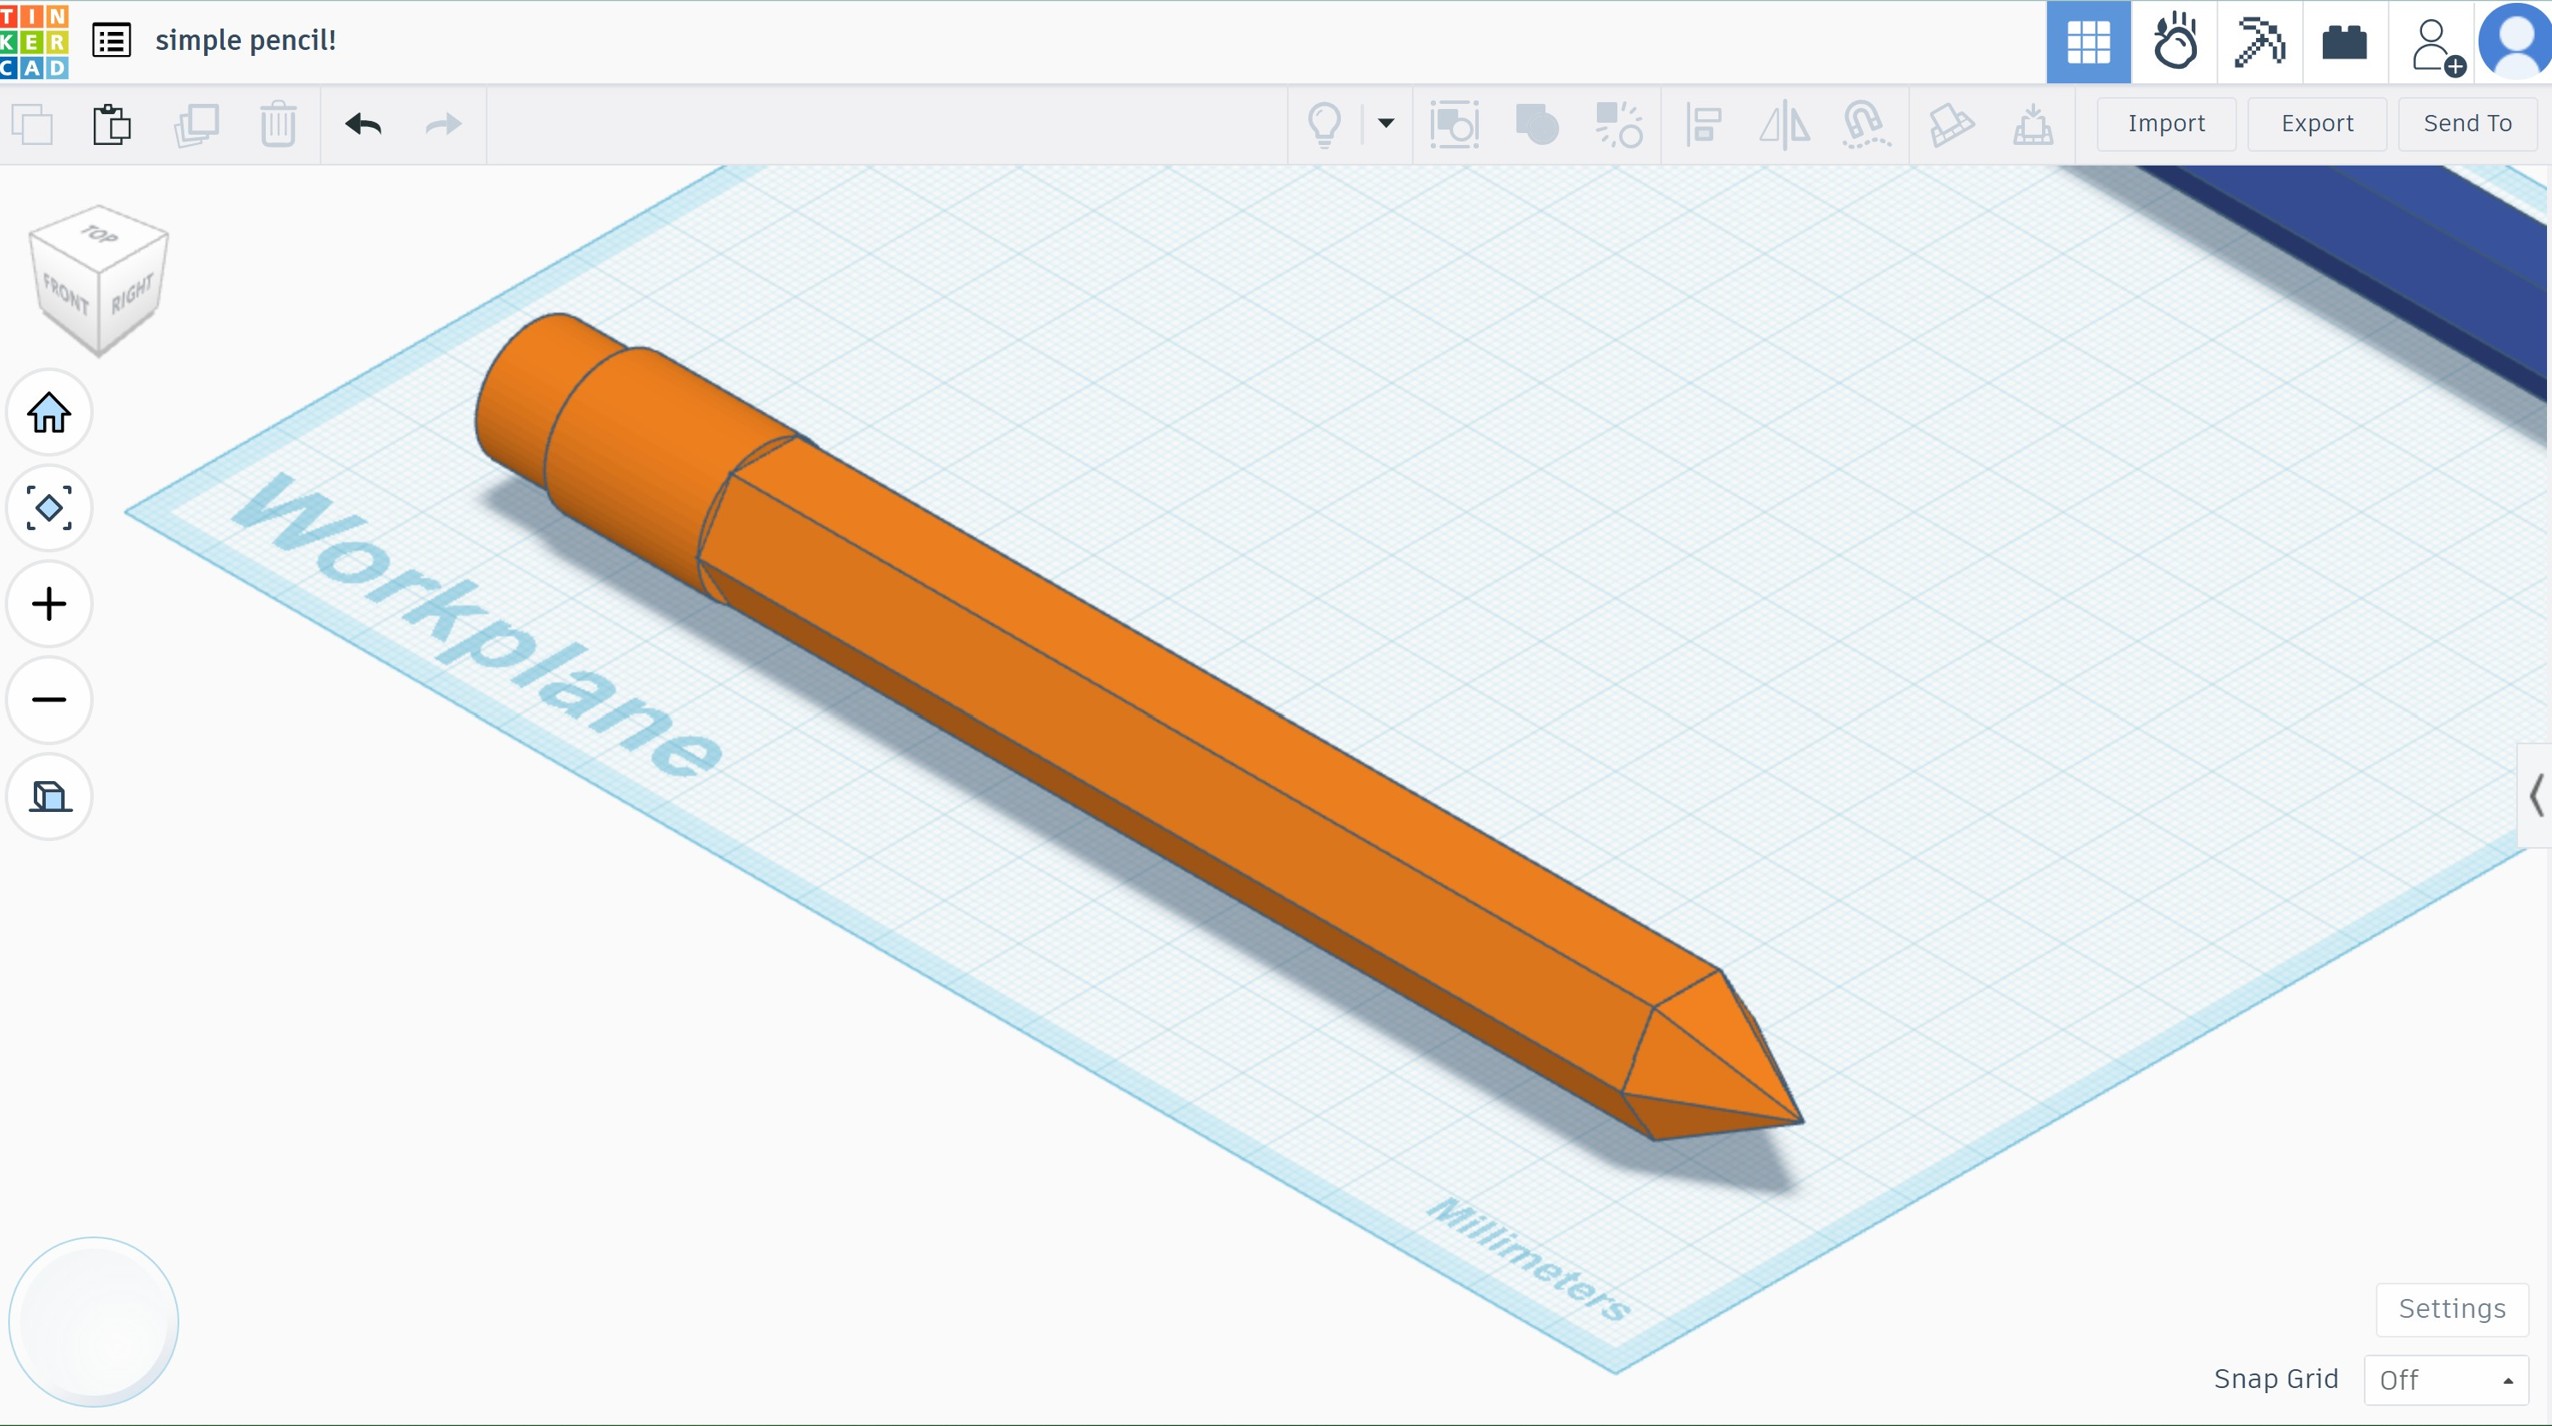 TIN
KER
CAD
simple pencil!
Import
Export
Send To
TOP
FRONT
RIGHT
Workplane
Millimeters
Settings
Snap Grid
Off